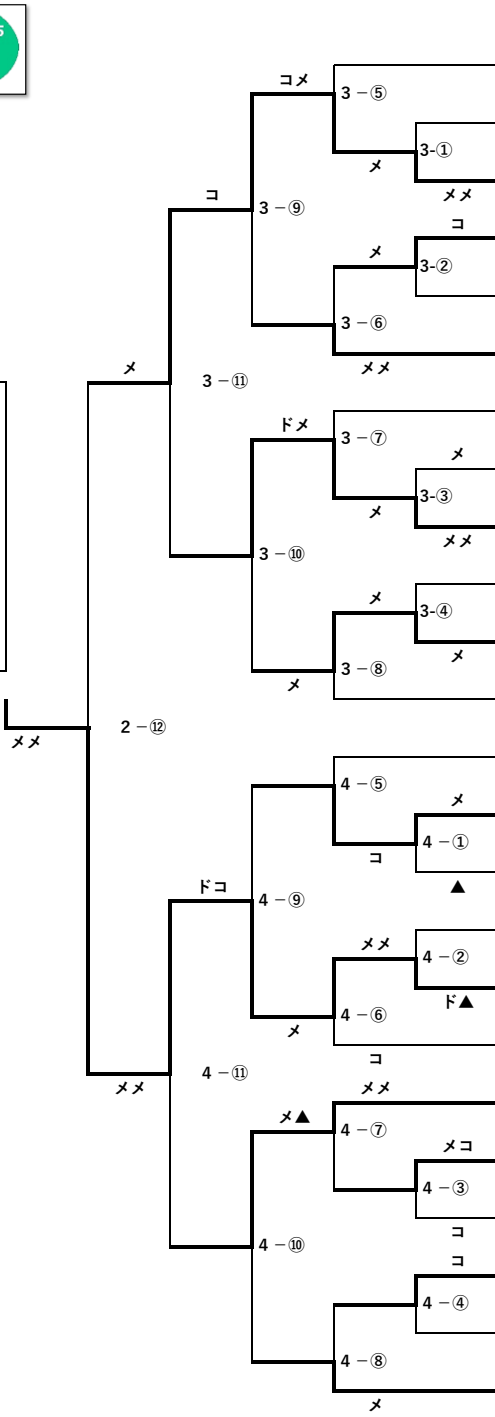 5
コメ
3 －⑤
3-①
メ
メメ
コ
3 －⑨
コ
メ
3-②
3 －⑥
メメ
メ
3 －⑪
ドメ
3 －⑦
メ
3-③
メ
メメ
3 －⑩
メ
3-④
メ
3 －⑧
メ
2 －⑫
メメ
4 －⑤
メ
4 －①
コ
▲
ドコ
4 －⑨
メメ
4 －②
ド▲
4 －⑥
メ
コ
4 －⑪
メメ
メメ
メ▲
4 －⑦
メコ
4 －③
コ
4 －⑩
コ
4 －④
4 －⑧
メ